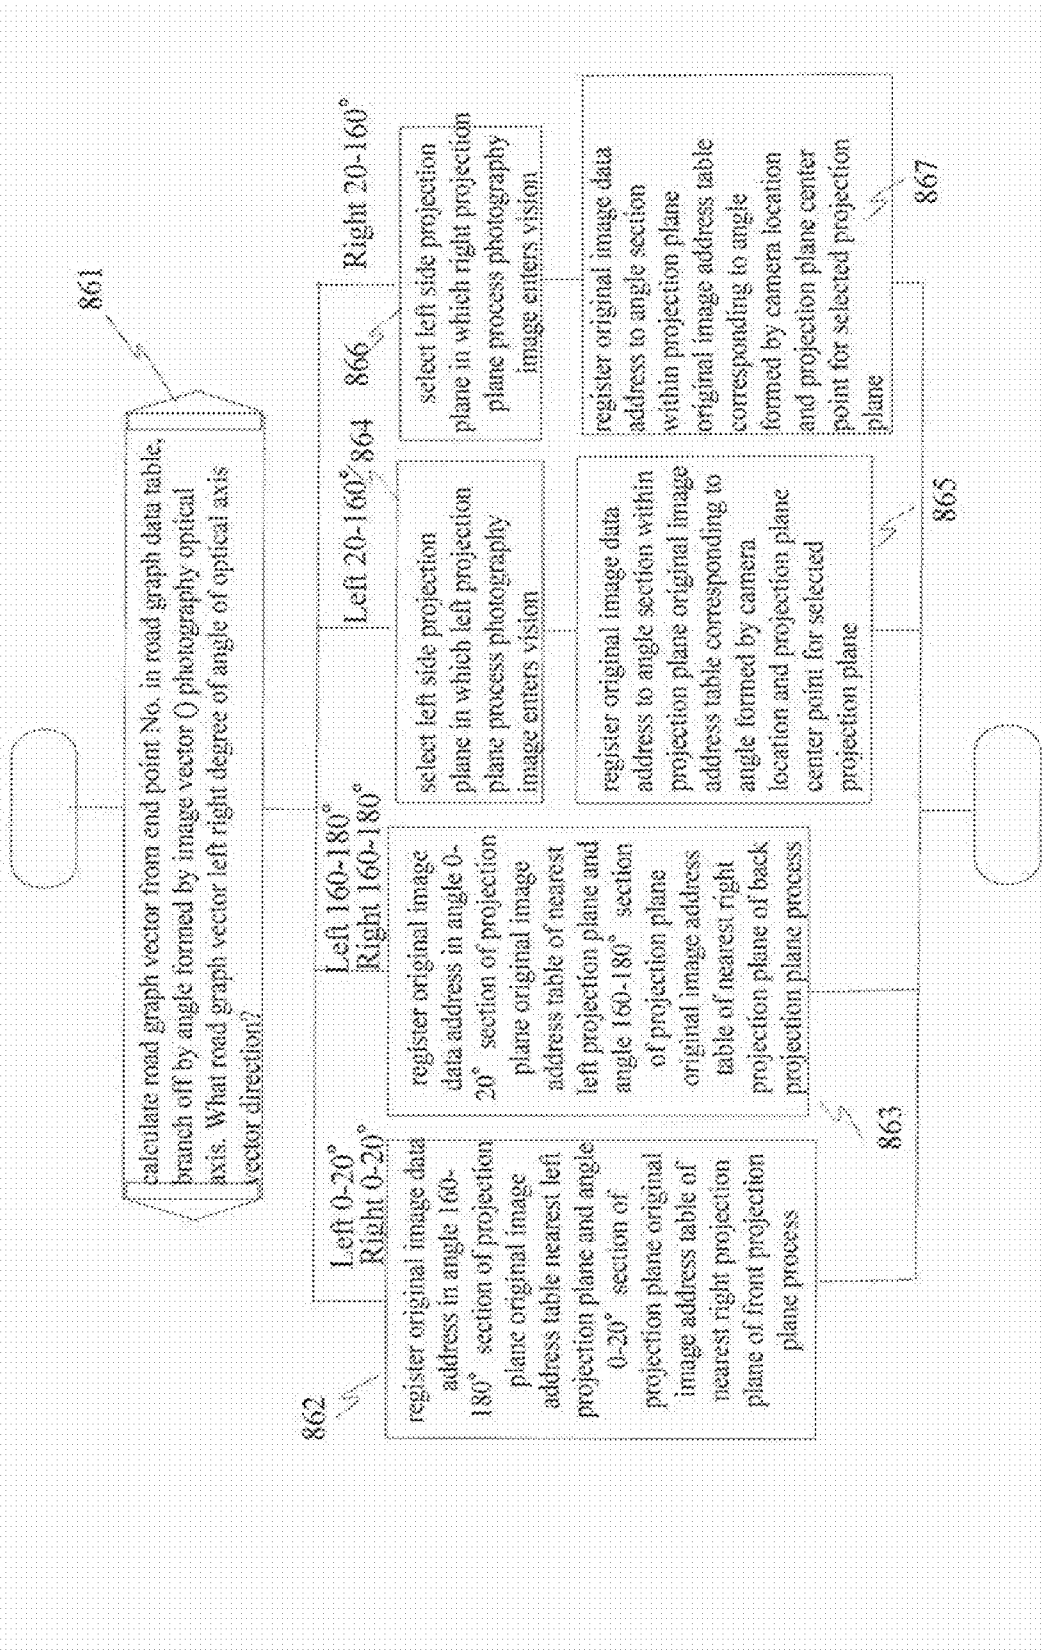 861
calculate road graph vector from end point No. in road graph data table,
branch off by angle formed by image vector () photography optical
axis. What road graph vector left right degree of angle of optical axis
vector direction?
Left 0-20°
Right 0-20°
862
register original image data
address in angle 160-
180° section of projection
plane original image
address table nearest left
projection plane and angle
0-20° section of
projection plane original
image address table of
nearest right projection
plane of front projection
plane process
Left 160-180°
Right 160-180°
register original image
data address in angle 0-
20° section of projection
plane original image
address table of nearest
left projection plane and
angle 160-180° section
of projection plane
original image address
table of nearest right
projection plane of back
projection plane process
863
Left 20-160°
864
select left side projection
plane in which left projection
plane process photography
image enters vision
register original image data
address to angle section within
projection plane original image
address table corresponding to
angle formed by camera
location and projection plane
center point for selected
projection plane
865
Right 20-160°
866
select left side projection
plane in which right projection
plane process photography
image enters vision
register original image data
address to angle section
within projection plane
original image address table
corresponding to angle
formed by camera location
and projection plane center
point for selected projection
plane
867